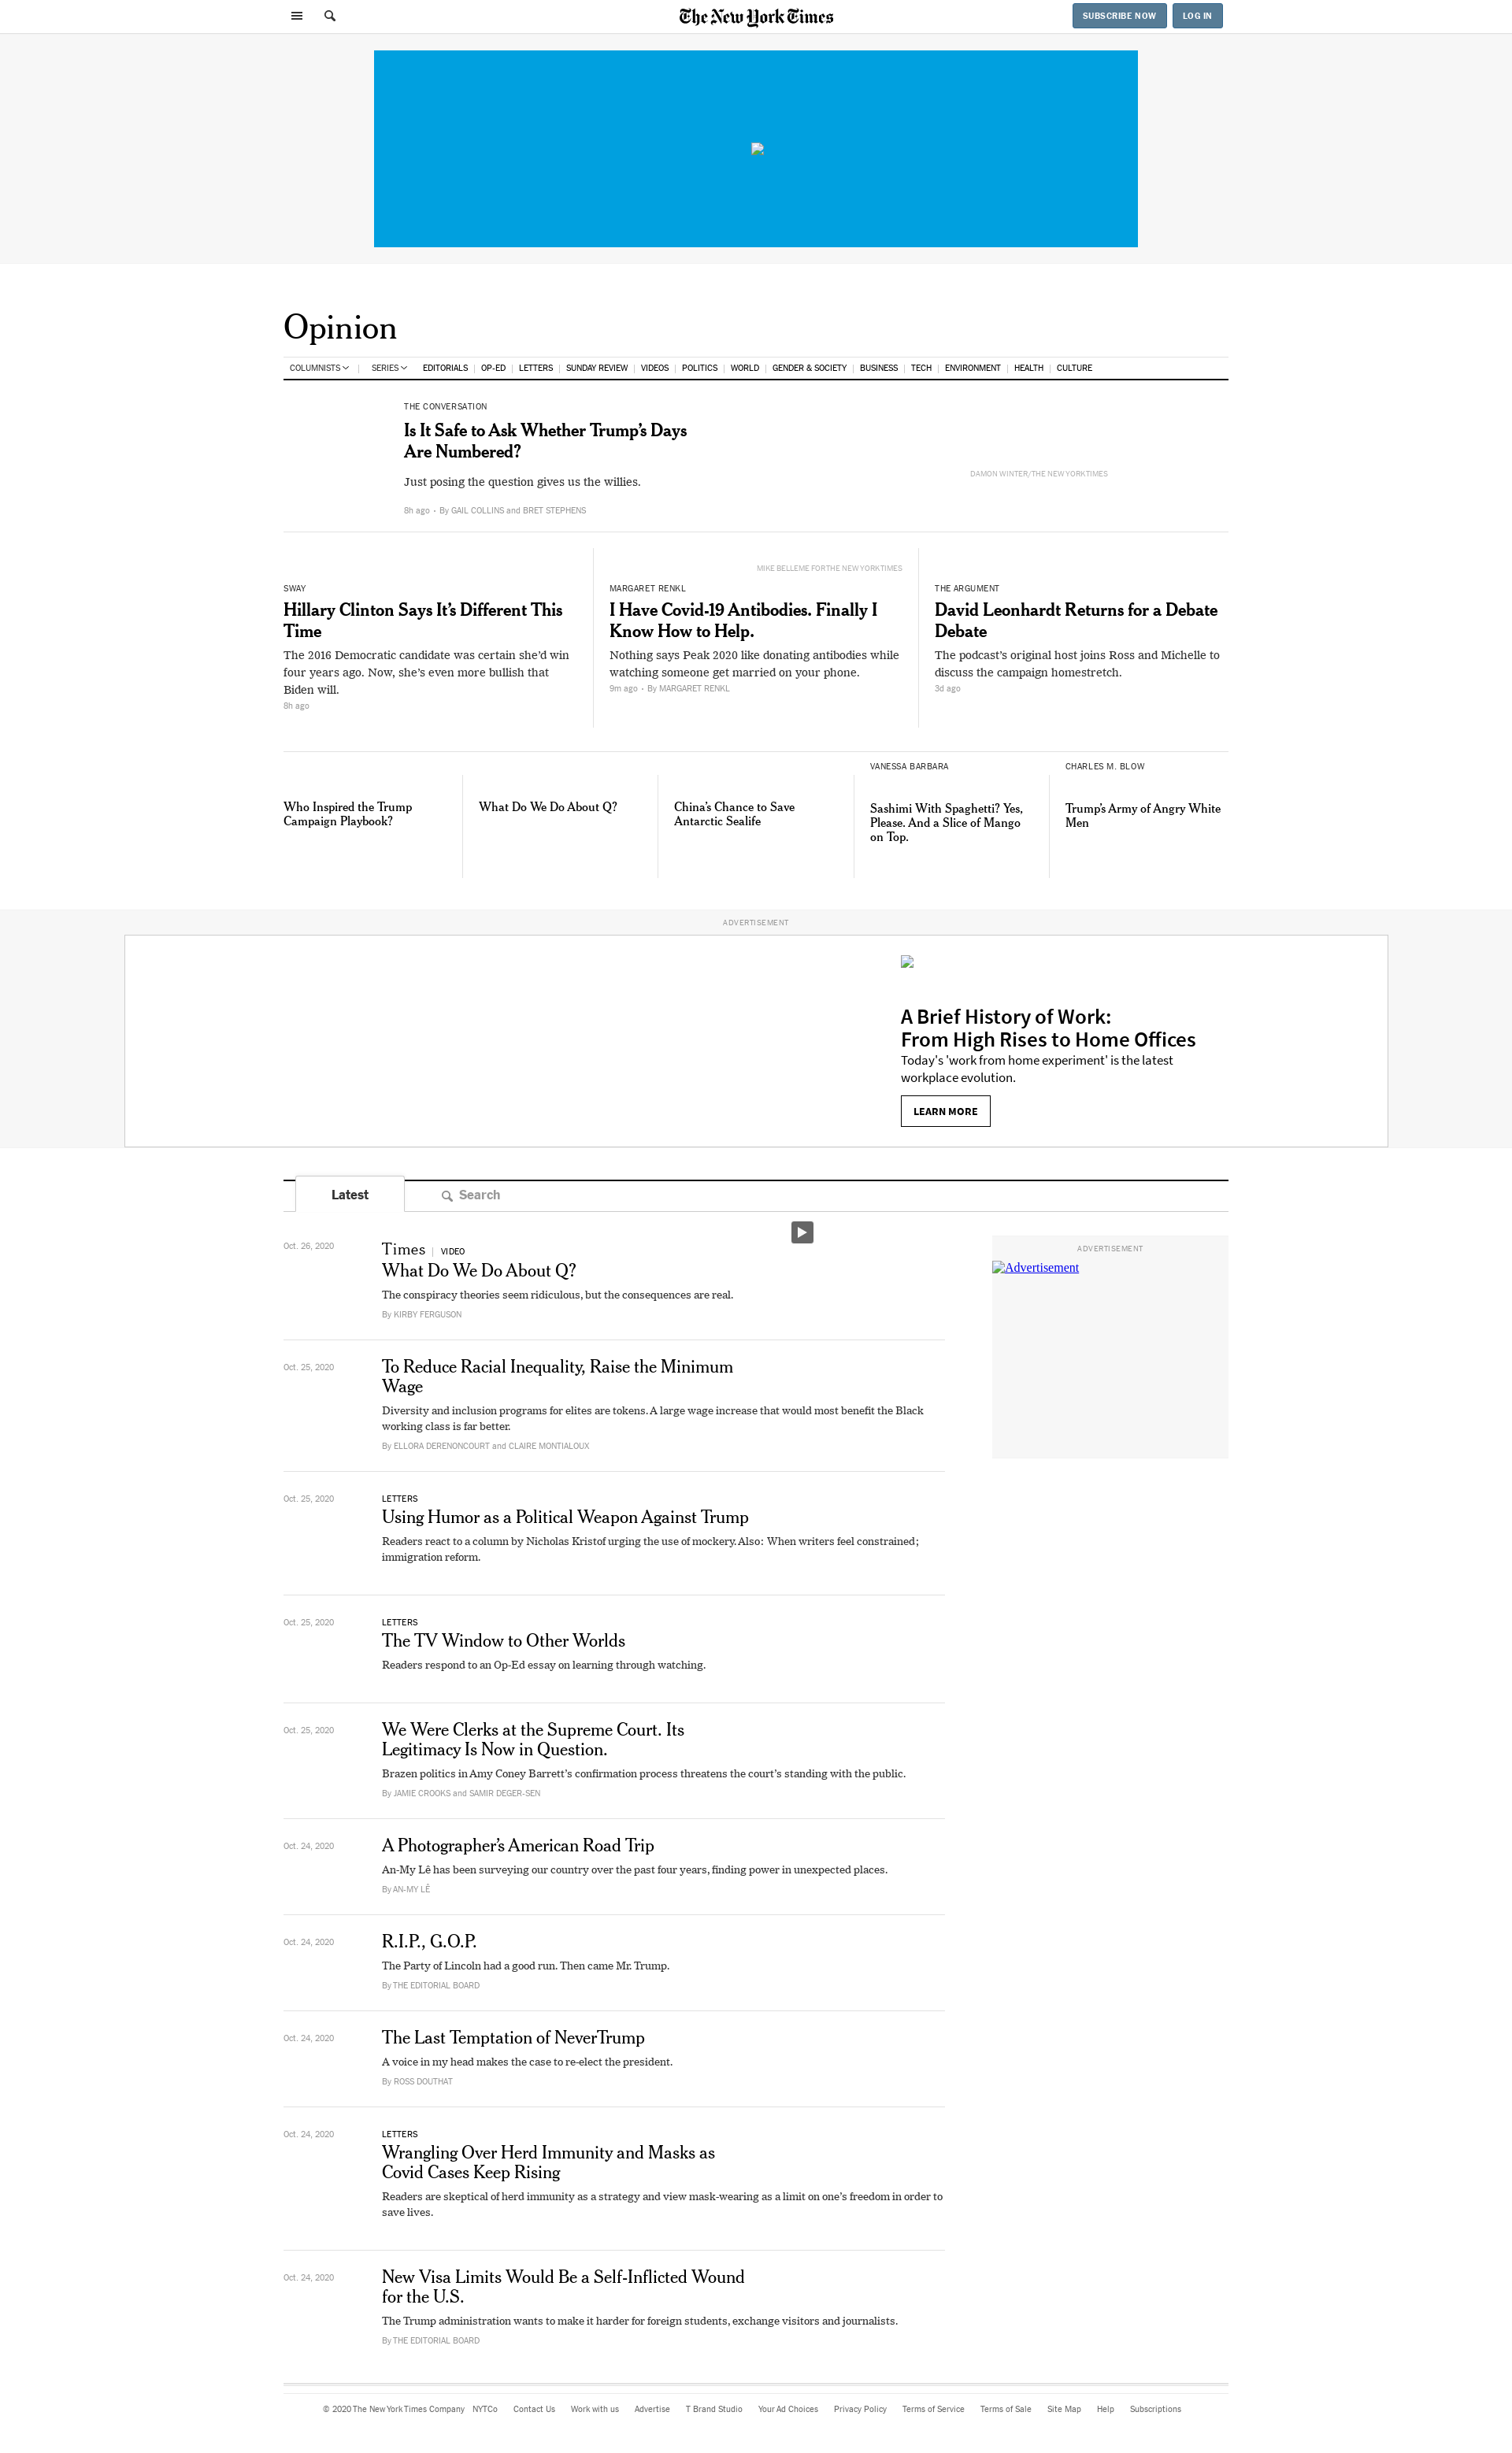 The New York Times
SUBSCRIBE NOW
LOG IN
Opinion
COLUMNISTS
SERIES
EDITORIALS
OP-ED
LETTERS
SUNDAY REVIEW
VIDEOS
POLITICS
WORLD
GENDER & SOCIETY
BUSINESS
TECH
ENVIRONMENT
HEALTH
CULTURE
THE CONVERSATION
Is It Safe to Ask Whether Trump’s Days
Are Numbered?
Just posing the question gives us the willies.
8h ago • By GAIL COLLINS and BRET STEPHENS
DAMON WINTER/THE NEW YORK TIMES
SWAY
Hillary Clinton Says It’s Different This
Time
The 2016 Democratic candidate was certain she’d win
four years ago. Now, she’s even more bullish that
Biden will.
8h ago
MIKE BELLEME FOR THE NEW YORK TIMES
MARGARET RENKL
I Have Covid-19 Antibodies. Finally I
Know How to Help.
Nothing says Peak 2020 like donating antibodies while
watching someone get married on your phone.
9m ago • By MARGARET RENKL
THE ARGUMENT
David Leonhardt Returns for a Debate
Debate
The podcast’s original host joins Ross and Michelle to
discuss the campaign homestretch.
3d ago
Who Inspired the Trump
Campaign Playbook?
What Do We Do About Q?
China’s Chance to Save
Antarctic Sealife
VANESSA BARBARA
Sashimi With Spaghetti? Yes,
Please. And a Slice of Mango
on Top.
CHARLES M. BLOW
Trump’s Army of Angry White
Men
ADVERTISEMENT
A Brief History of Work:
From High Rises to Home Offices
Today's 'work from home experiment' is the latest
workplace evolution.
LEARN MORE
Latest
Search
Oct. 26, 2020
Times | VIDEO
What Do We Do About Q?
The conspiracy theories seem ridiculous, but the consequences are real.
By KIRBY FERGUSON
ADVERTISEMENT
Advertisement
Oct. 25, 2020
To Reduce Racial Inequality, Raise the Minimum
Wage
Diversity and inclusion programs for elites are tokens. A large wage increase that would most benefit the Black
working class is far better.
By ELLORA DERENONCOURT and CLAIRE MONTIALOUX
Oct. 25, 2020
LETTERS
Using Humor as a Political Weapon Against Trump
Readers react to a column by Nicholas Kristof urging the use of mockery. Also: When writers feel constrained;
immigration reform.
Oct. 25, 2020
LETTERS
The TV Window to Other Worlds
Readers respond to an Op-Ed essay on learning through watching.
Oct. 25, 2020
We Were Clerks at the Supreme Court. Its
Legitimacy Is Now in Question.
Brazen politics in Amy Coney Barrett’s confirmation process threatens the court’s standing with the public.
By JAMIE CROOKS and SAMIR DEGER-SEN
Oct. 24, 2020
A Photographer’s American Road Trip
An-My Lê has been surveying our country over the past four years, finding power in unexpected places.
By AN-MY LÊ
Oct. 24, 2020
R.I.P., G.O.P.
The Party of Lincoln had a good run. Then came Mr. Trump.
By THE EDITORIAL BOARD
Oct. 24, 2020
The Last Temptation of NeverTrump
A voice in my head makes the case to re-elect the president.
By ROSS DOUTHAT
Oct. 24, 2020
LETTERS
Wrangling Over Herd Immunity and Masks as
Covid Cases Keep Rising
Readers are skeptical of herd immunity as a strategy and view mask-wearing as a limit on one’s freedom in order to
save lives.
Oct. 24, 2020
New Visa Limits Would Be a Self-Inflicted Wound
for the U.S.
The Trump administration wants to make it harder for foreign students, exchange visitors and journalists.
By THE EDITORIAL BOARD
© 2020 The New York Times Company
NYTCo
Contact Us
Work with us
Advertise
T Brand Studio
Your Ad Choices
Privacy Policy
Terms of Service
Terms of Sale
Site Map
Help
Subscriptions